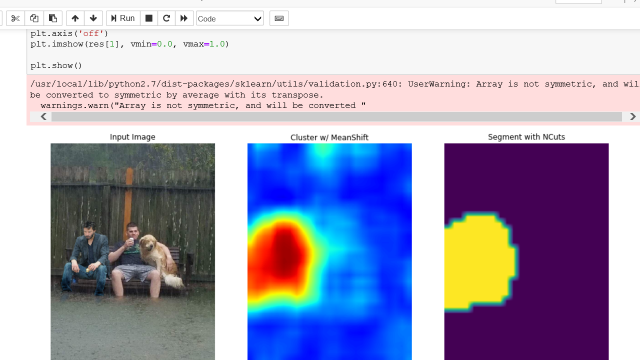 Run
Code
plt.axis('off')
plt.imshow(res[1], vmin=0.0, vmax=1.0)
plt.show()
/usr/local/lib/python2.7/dist-packages/sklearn/utils/validation.py:640: UserWarning: Array is not symmetric, and wil
be converted to symmetric by average with its transpose.
warnings.warn("Array is not symmetric, and will be converted "
Input Image
Cluster w/ MeanShift
Segment with NCuts